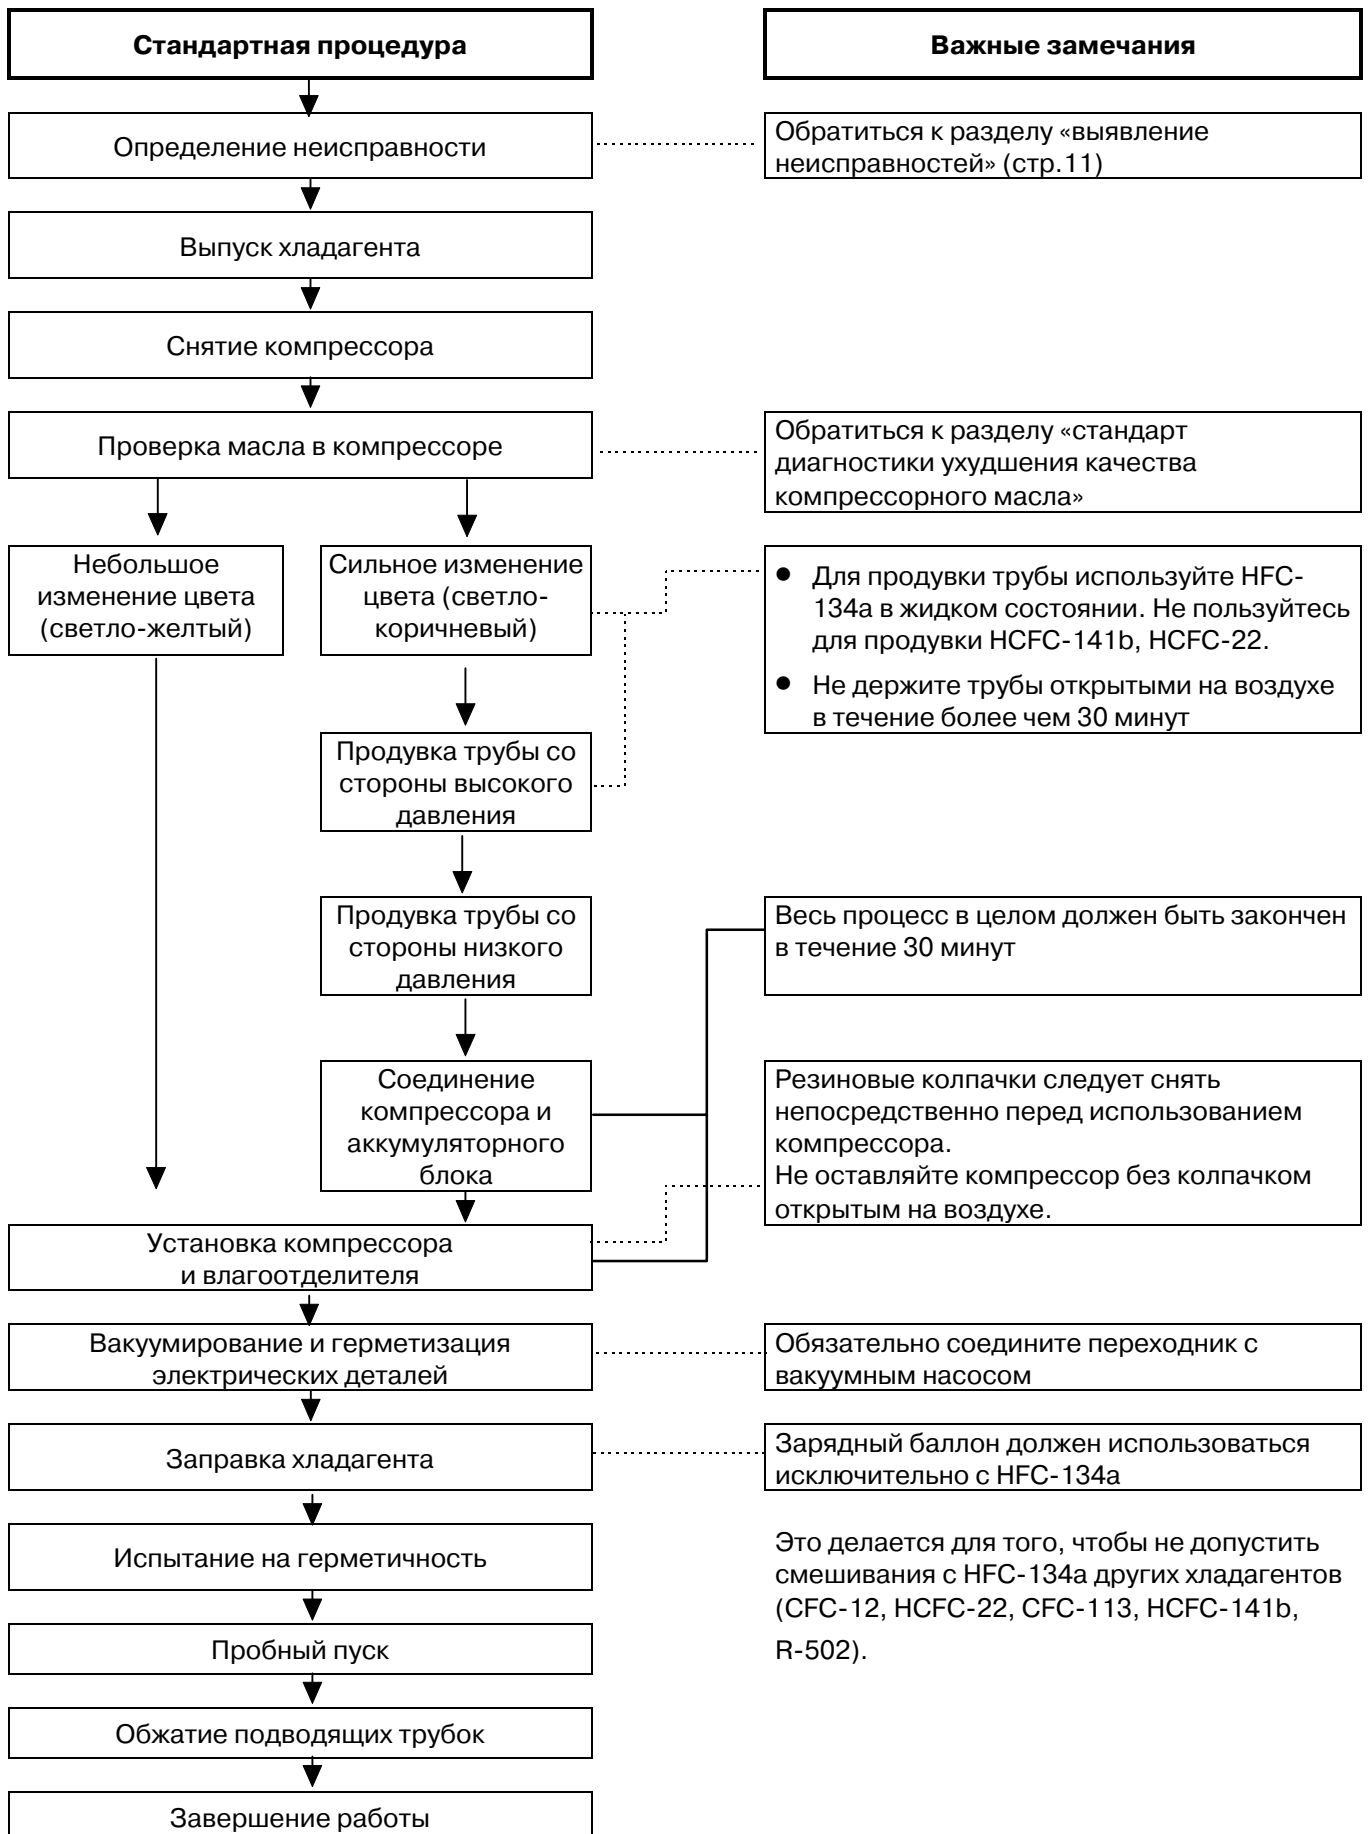 Стандартная процедура
Важные замечания
Определение неисправности
Обратиться к разделу «выявление
неисправностей» (стр.11)
Выпуск хладагента
Снятие компрессора
Проверка масла в компрессоре
Обратиться к разделу «стандарт
диагностики ухудшения качества
компрессорного масла»
Небольшое
изменение цвета
(светло-желтый)
Сильное изменение
цвета (светло-
коричневый)
● Для продувки трубы используйте HFC-
134a в жидком состоянии. Не пользуйтесь
для продувки HCFC-141b, HCFC-22.
● Не держите трубы открытыми на воздухе
в течение более чем 30 минут
Продувка трубы со
стороны высокого
давления
Продувка трубы со
стороны низкого
давления
Весь процесс в целом должен быть закончен
в течение 30 минут
Соединение
компрессора и
аккумуляторного
блока
Резиновые колпачки следует снять
непосредственно перед использованием
компрессора.
Не оставляйте компрессор без колпачком
открытым на воздухе.
Установка компрессора
и влагоотделителя
Вакуумирование и герметизация
электрических деталей
Обязательно соедините переходник с
вакуумным насосом
Заправка хладагента
Зарядный баллон должен использоваться
исключительно с HFC-134a
Испытание на герметичность
Это делается для того, чтобы не допустить
смешивания с HFC-134a других хладагентов
(CFC-12, HCFC-22, CFC-113, HCFC-141b,
R-502).
Пробный пуск
Обжатие подводящих трубок
Завершение работы